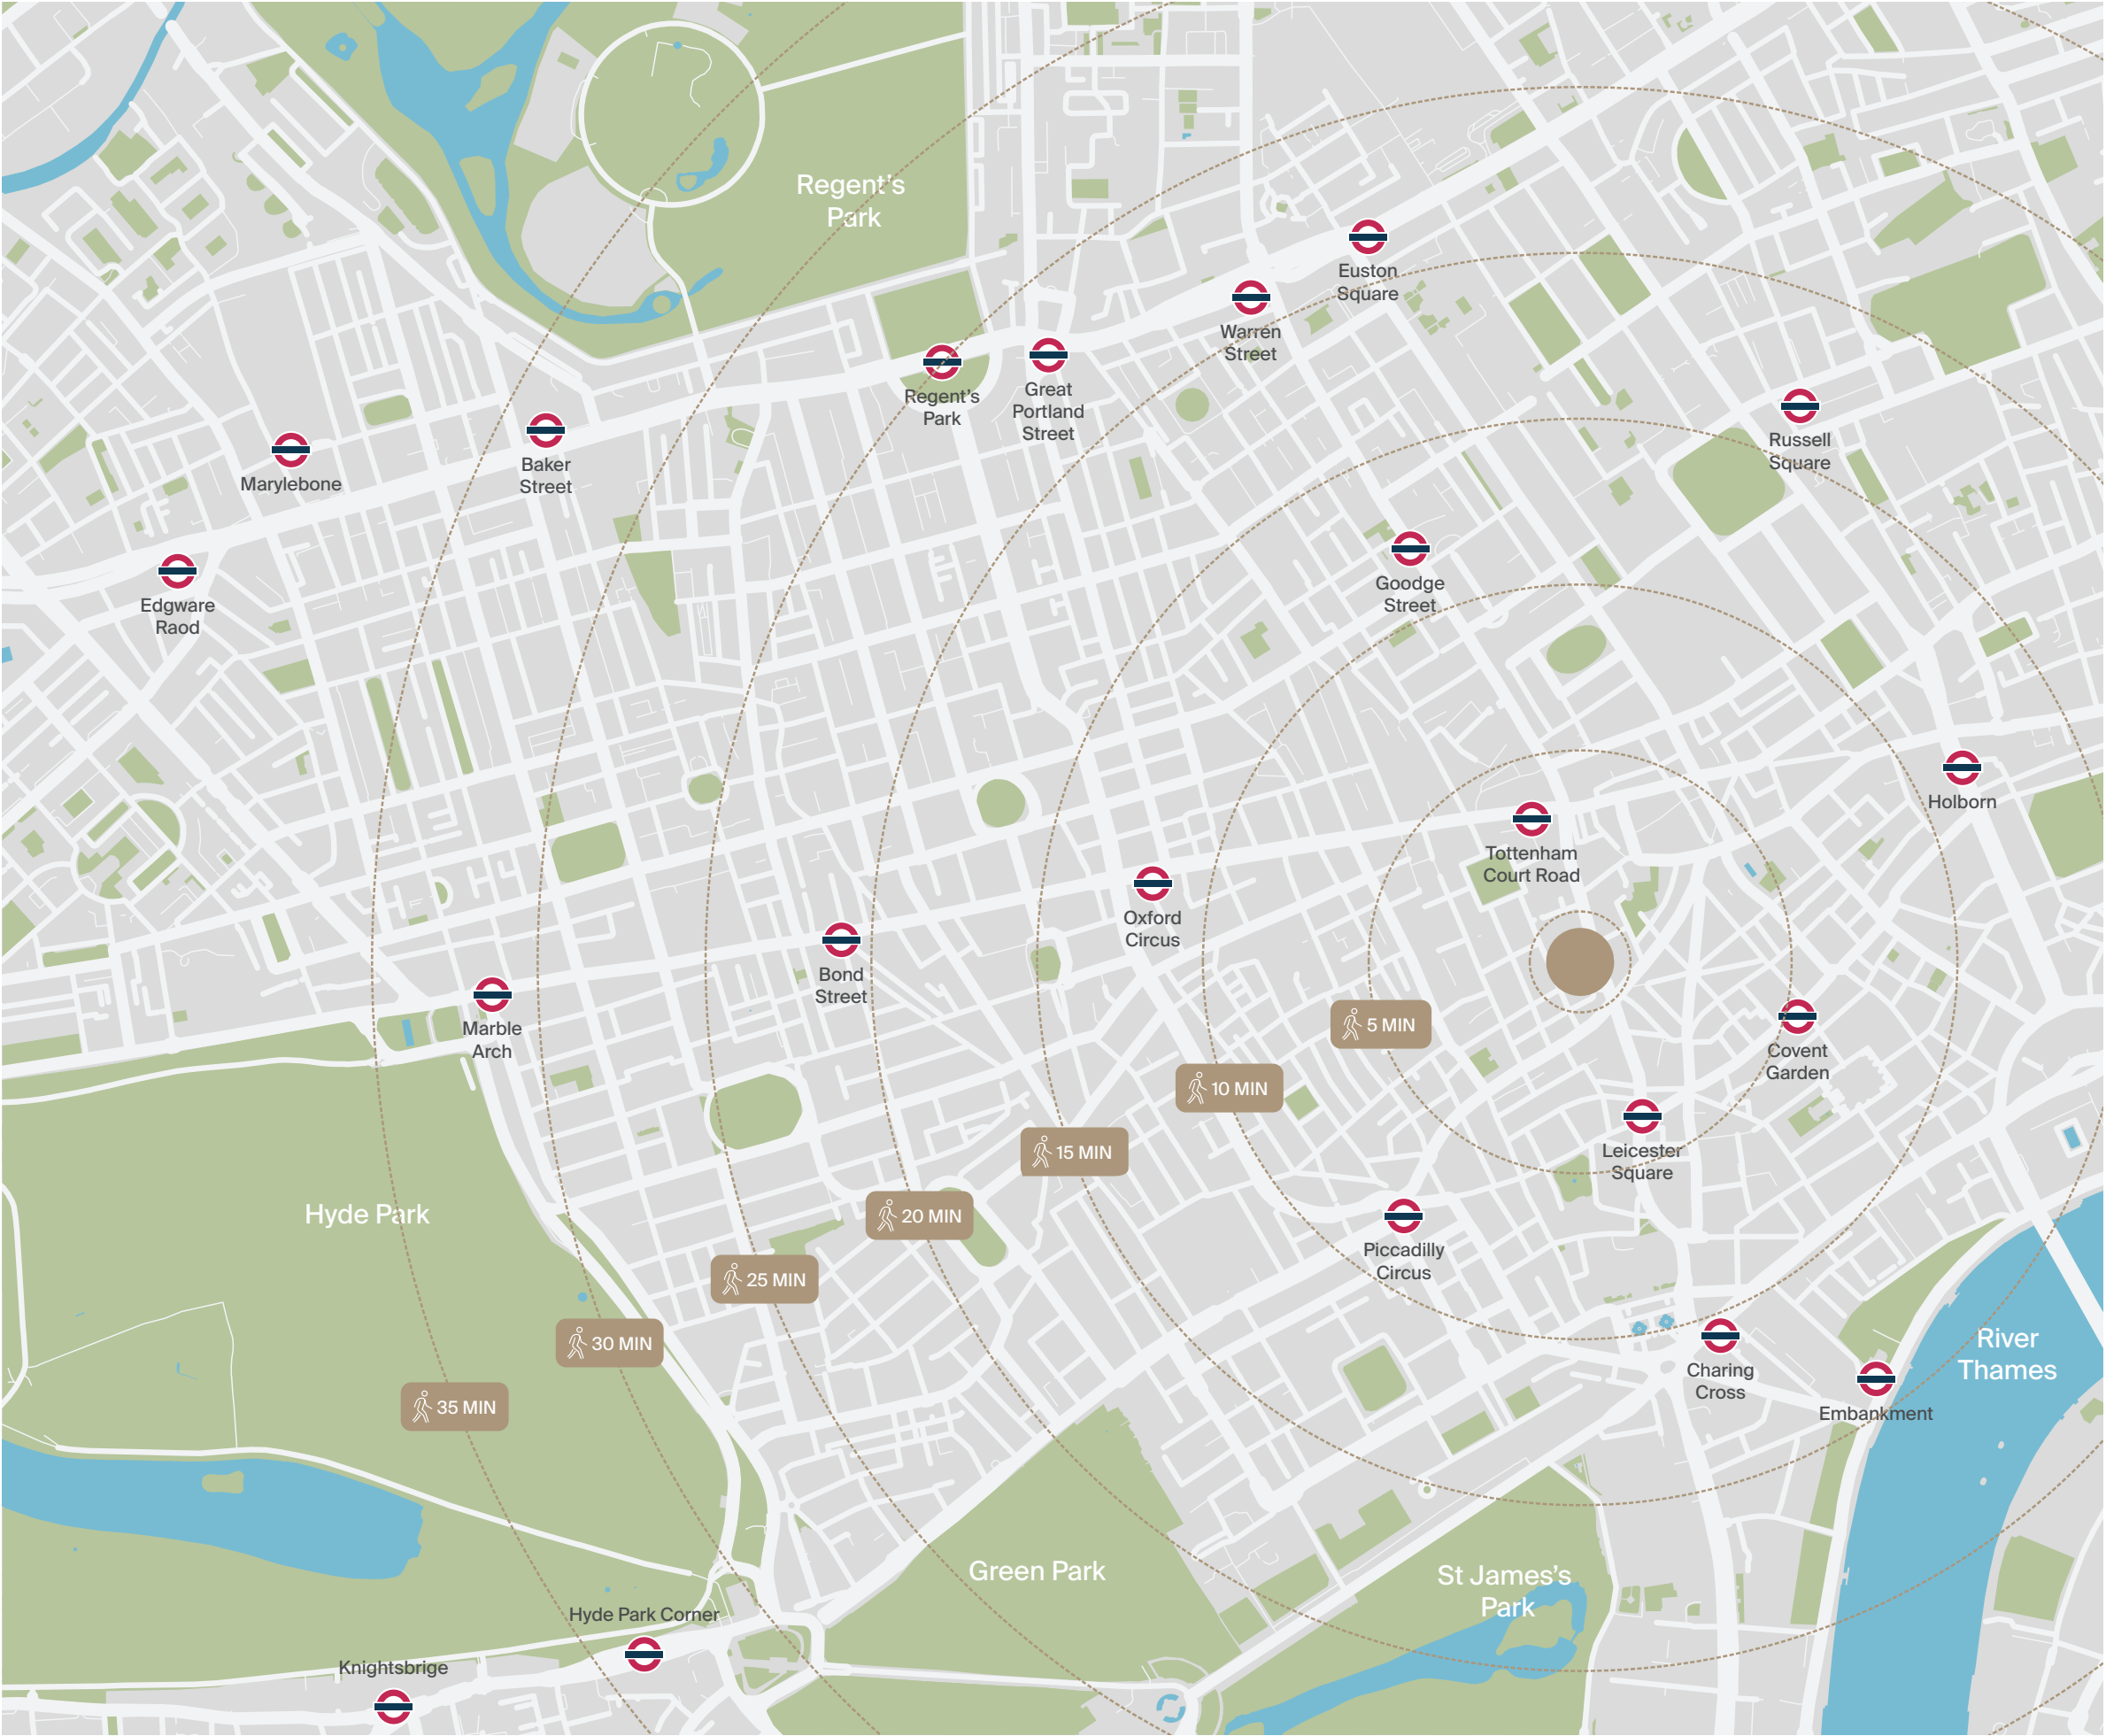 Regent's
Park
Euston
Square
Warren
Street
Regent's
Park
Great
Portland
Street
Russell
Square
Baker
Street
Marylebone
Goodge
Street
Edgware
Raod
Holborn
Tottenham
Court Road
Oxford
Circus
Bond
Street
Marble
Arch
5 MIN
Covent
Garden
10 MIN
15 MIN
Leicester
Square
Hyde Park
20 MIN
Piccadilly
Circus
25 MIN
30 MIN
River
Thames
Charing
Cross
35 MIN
Embankment
Green Park
St James's
Park
Hyde Park Corner
Knightsbrige